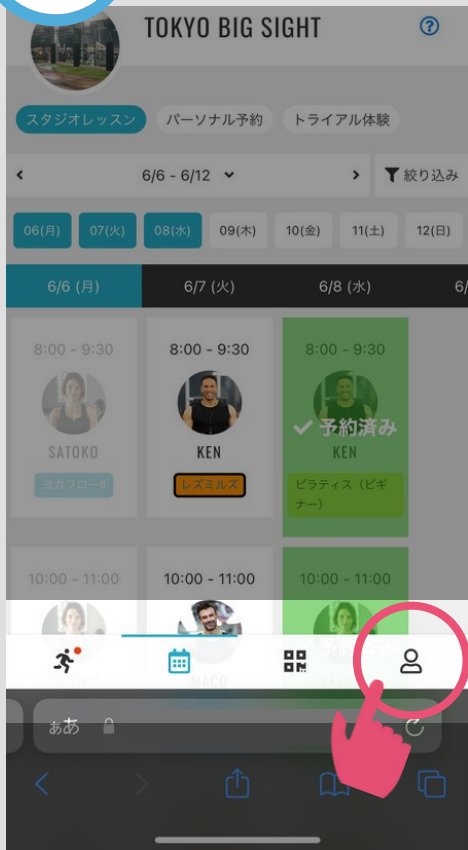 TOKYO BIG SIGHT
スタジオレッスン パーソナル予約 トライアル体験
6/6 - 6/12 絞り込み
06(月) 07(火) 08(水) 09(木) 10(金) 11(土) 12(日)
6/6 (月) 6/7 (火) 6/8 (水) 6/
8:00 - 9:30 8:00 - 9:30 8:00 - 9:30
予約済み
SATOKO KEN KEN
ヨガフローII レズミルズ ピラティス（ビギ
ナー）
10:00 - 11:00 10:00 - 11:00 10:00 - 11:00
MACO
ぁあ